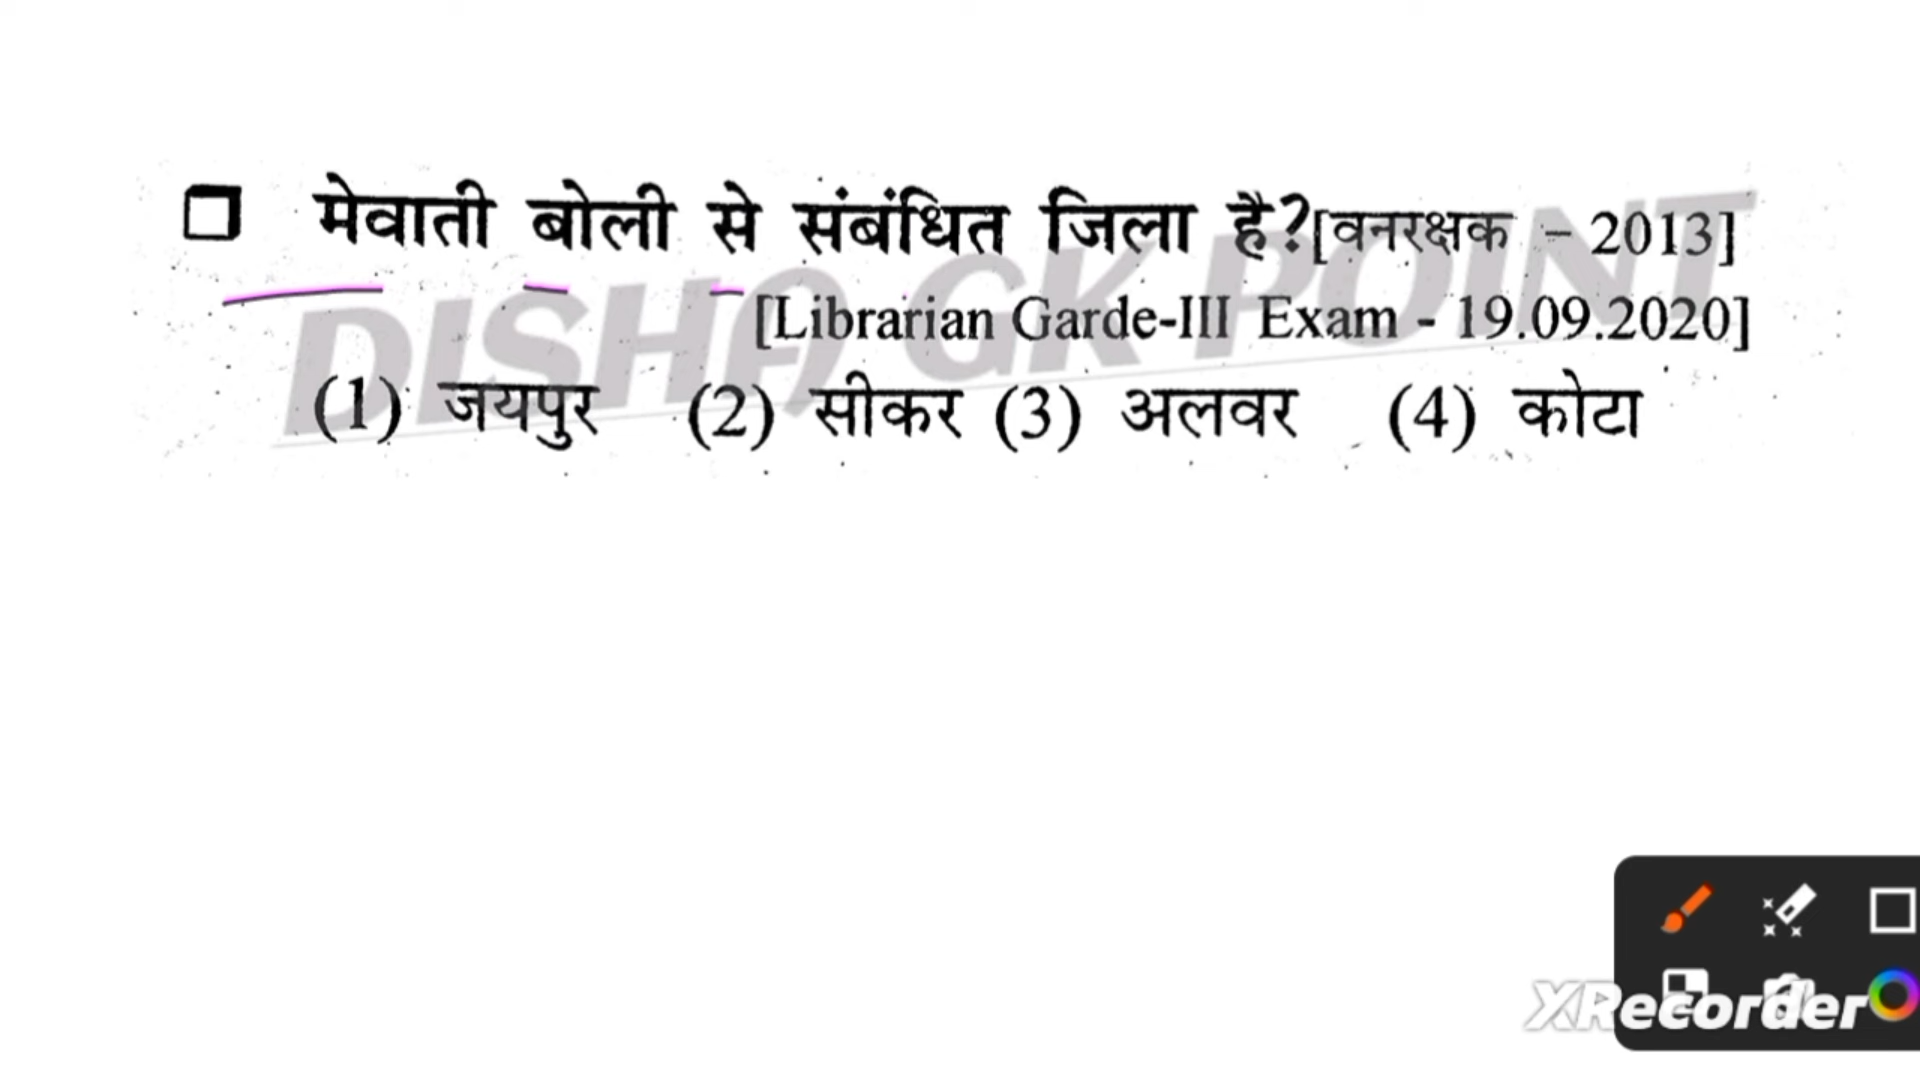 ❑ मेवाती बोली से संबंधित जिला है?[वनरक्षक – 2013]
[Librarian Garde-III Exam - 19.09.2020]
(1) जयपुर (2) सीकर (3) अलवर (4) कोटा
DISHA GK POINT
XRecorder